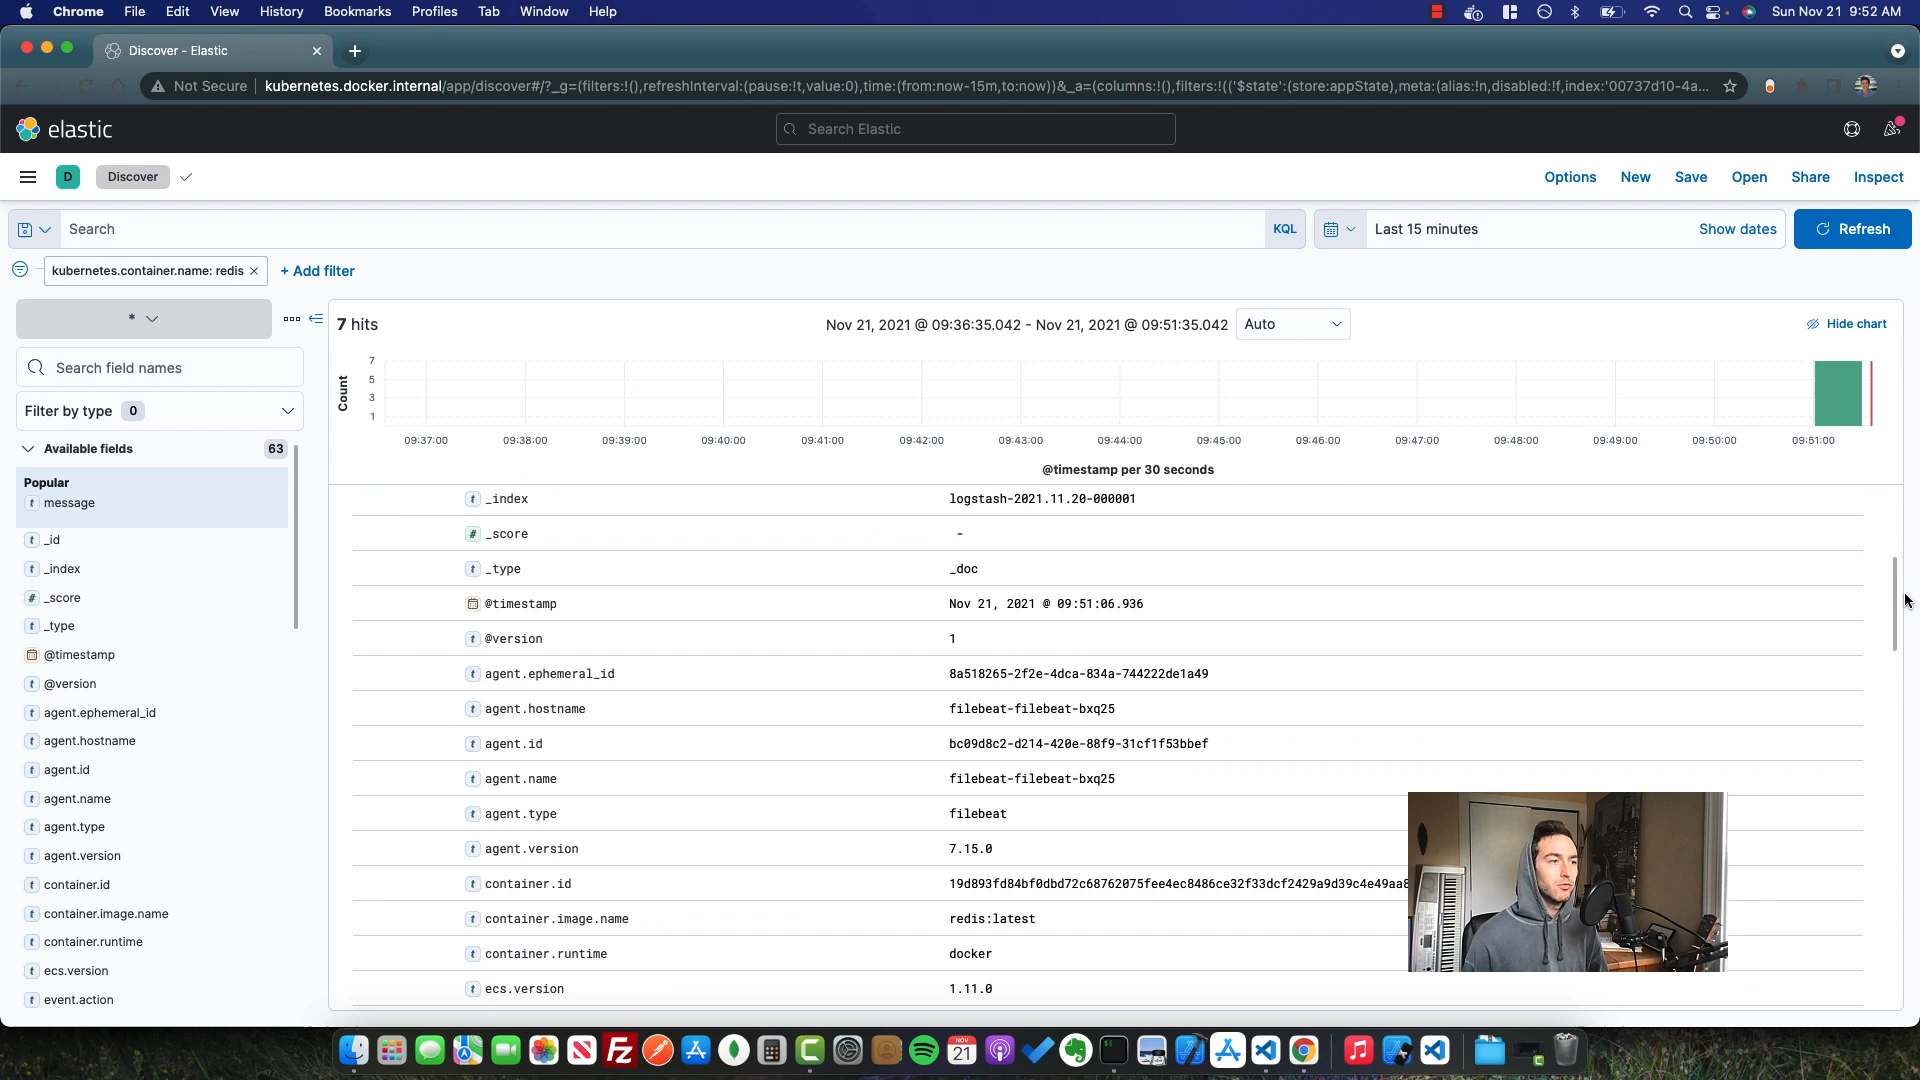 Chrome File Edit View History Bookmarks Profiles Tab Window Help
Sun Nov 21 9:52 AM
Discover - Elastic
Not Secure kubernetes.docker.internal/app/discover#/?_g=(filters:!(),refreshInterval:(pause:!t,value:0),time:(from:now-15m,to:now))&_a=(columns:!(),filters:!(('$state':(store:appState),meta:(alias:!n,disabled:!f,index:'00737d10-4a...
elastic
Search Elastic
D Discover
Options New Save Open Share Inspect
Search
KQL
Last 15 minutes
Show dates
Refresh
kubernetes.container.name: redis
+ Add filter
*
Search field names
Filter by type 0
Available fields 63
Popular
t message
t _id
t _index
# _score
t _type
@timestamp
t @version
t agent.ephemeral_id
t agent.hostname
t agent.id
t agent.name
t agent.type
t agent.version
t container.id
t container.image.name
t container.runtime
t ecs.version
t event.action
7 hits
Nov 21, 2021 @ 09:36:35.042 - Nov 21, 2021 @ 09:51:35.042
Auto
Hide chart
Count
7
5
3
1
09:37:00 09:38:00 09:39:00 09:40:00 09:41:00 09:42:00 09:43:00 09:44:00 09:45:00 09:46:00 09:47:00 09:48:00 09:49:00 09:50:00 09:51:00
@timestamp per 30 seconds
t _index logstash-2021.11.20-000001
# _score -
t _type _doc
@timestamp Nov 21, 2021 @ 09:51:06.936
t @version 1
t agent.ephemeral_id 8a518265-2f2e-4dca-834a-744222de1a49
t agent.hostname filebeat-filebeat-bxq25
t agent.id bc09d8c2-d214-420e-88f9-31cf1f53bbef
t agent.name filebeat-filebeat-bxq25
t agent.type filebeat
t agent.version 7.15.0
t container.id 19d893fd84bf0dbd72c68762075fee4ec8486ce32f33dcf2429a9d39c4e49aa8
t container.image.name redis:latest
t container.runtime docker
t ecs.version 1.11.0
NOV
21